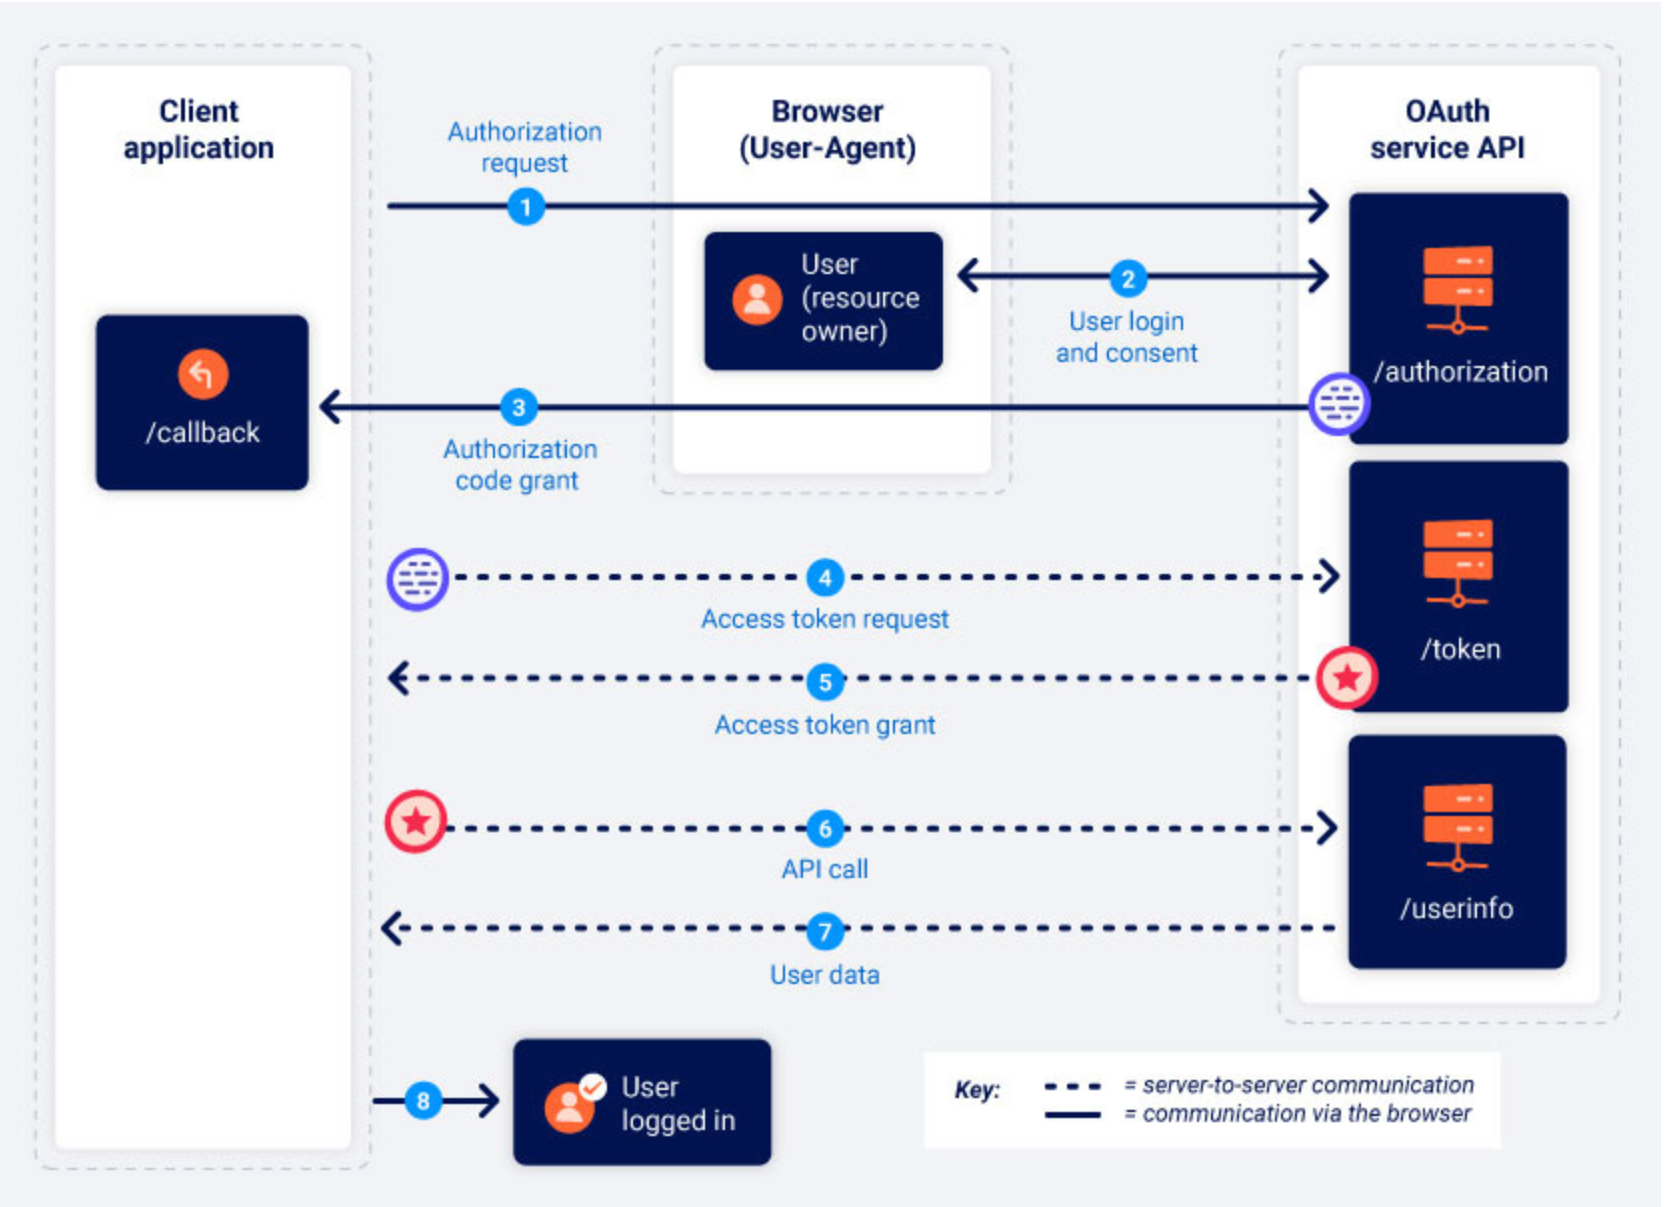 Client
application
Browser
(User-Agent)
OAuth
service API
Authorization
request
1
User
(resource
owner)
2
User login
and consent
/authorization
/callback
3
Authorization
code grant
4
Access token request
/token
5
Access token grant
6
API call
/userinfo
7
User data
8
User
logged in
Key:
= server-to-server communication
= communication via the browser